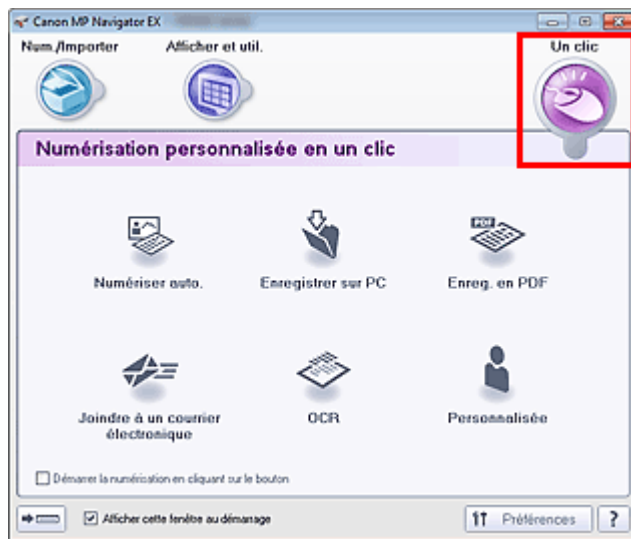 Canon MP Navigator EX
Num./Importer
Afficher et util.
Un clic
Numérisation personnalisée en un clic
Numériser auto.
Enregistrer sur PC
PDF
Enreg. en PDF
Joindre à un courrier
électronique
OCR
Personnalisée
Démarrer la numérisation en cliquant sur le bouton
Afficher cette fenêtre au démarrage
Préférences
?